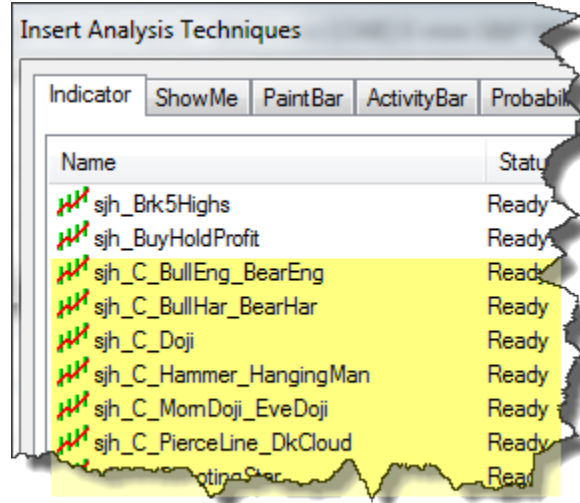 Insert Analysis Techniques
Indicator ShowMe PaintBar ActivityBar
Name
sjh_Brk5Highs Ready
sjh_BuyHoldProfit Ready
sjh_C_BullEng_BearEng Ready
sjh_C_BullHar_BearHar Ready
sjh_C_Doji Ready
sjh_C_Hammer_HangingMan Ready
sjh_C_MornDoji_EveDoji Ready
sjh_C_PierceLine_DkCloud Ready